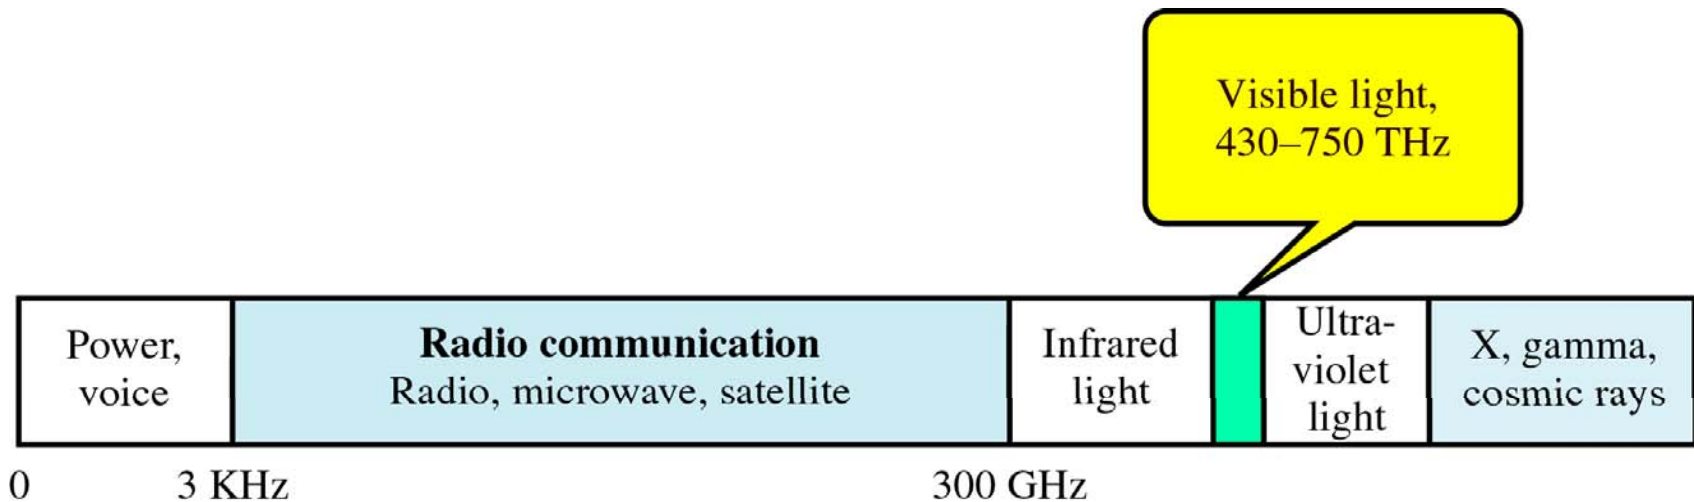 Visible light,
430–750 THz
Power,
voice
Radio communication
Radio, microwave, satellite
Infrared
light
Ultra-
violet
light
X, gamma,
cosmic rays
0
3 KHz
300 GHz